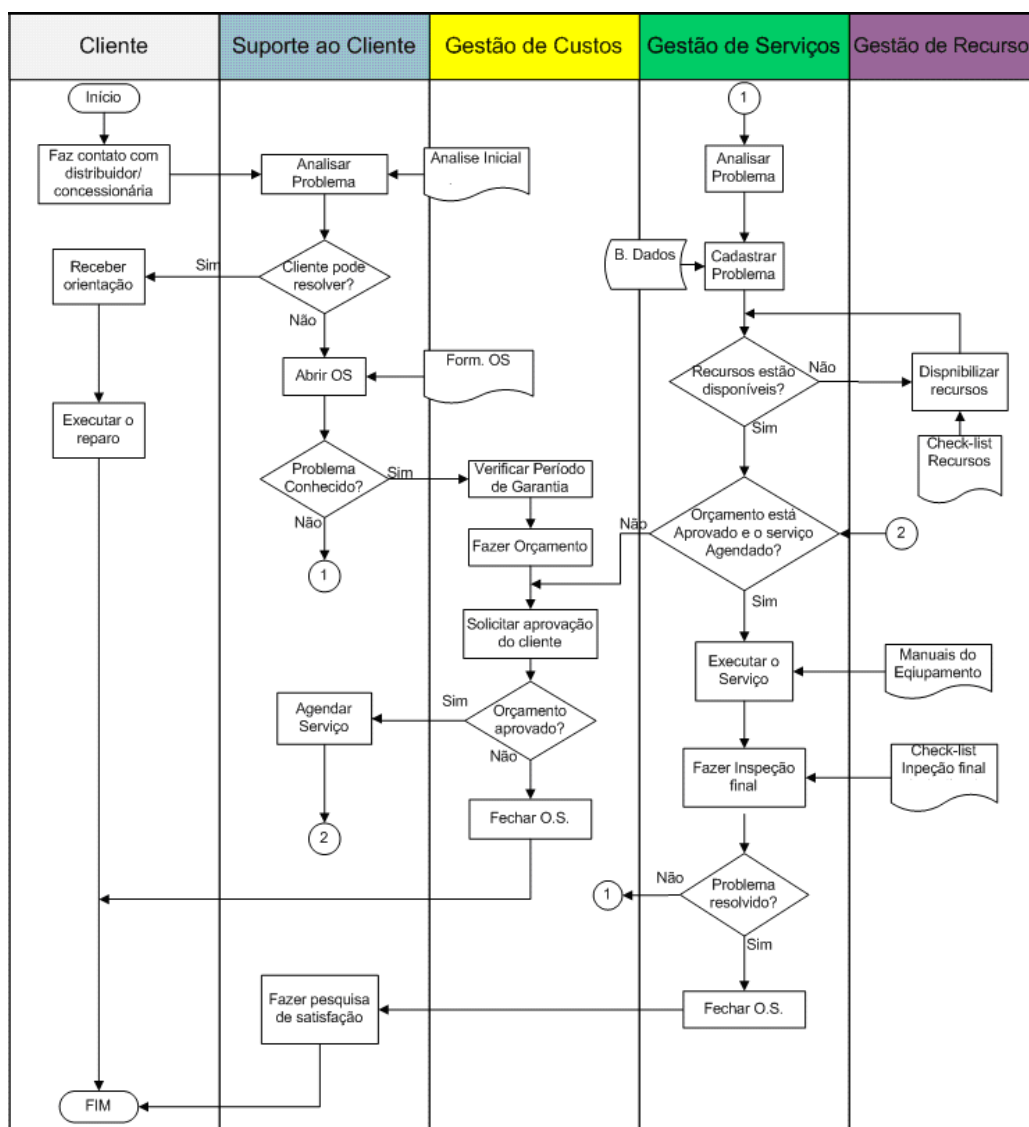 Cliente
Suporte ao Cliente
Gestão de Custos
Gestão de Serviços
Gestão de Recurso
Início
1
Faz contato com
distribuidor/
concessionária
Analisar
Problema
Analise Inicial
Analisar
Problema
Receber
orientação
Sim
Cliente pode
resolver?
Não
B. Dados
Cadastrar
Problema
Abrir OS
Form. OS
Recursos estão
disponíveis?
Não
Sim
Dispnibilizar
recursos
Executar o
reparo
Check-list
Recursos
Problema
Conhecido?
Sim
Não
Verificar Período
de Garantia
Fazer Orçamento
Não
Orçamento está
Aprovado e o serviço
Agendado?
2
Sim
1
Solicitar aprovação
do cliente
Executar o
Serviço
Manuais do
Eqiupamento
Agendar
Serviço
Sim
Orçamento
aprovado?
Não
Fazer Inspeção
final
Check-list
Inpeção final
2
Fechar O.S.
1
Não
Problema
resolvido?
Sim
Fazer pesquisa
de satisfação
Fechar O.S.
FIM